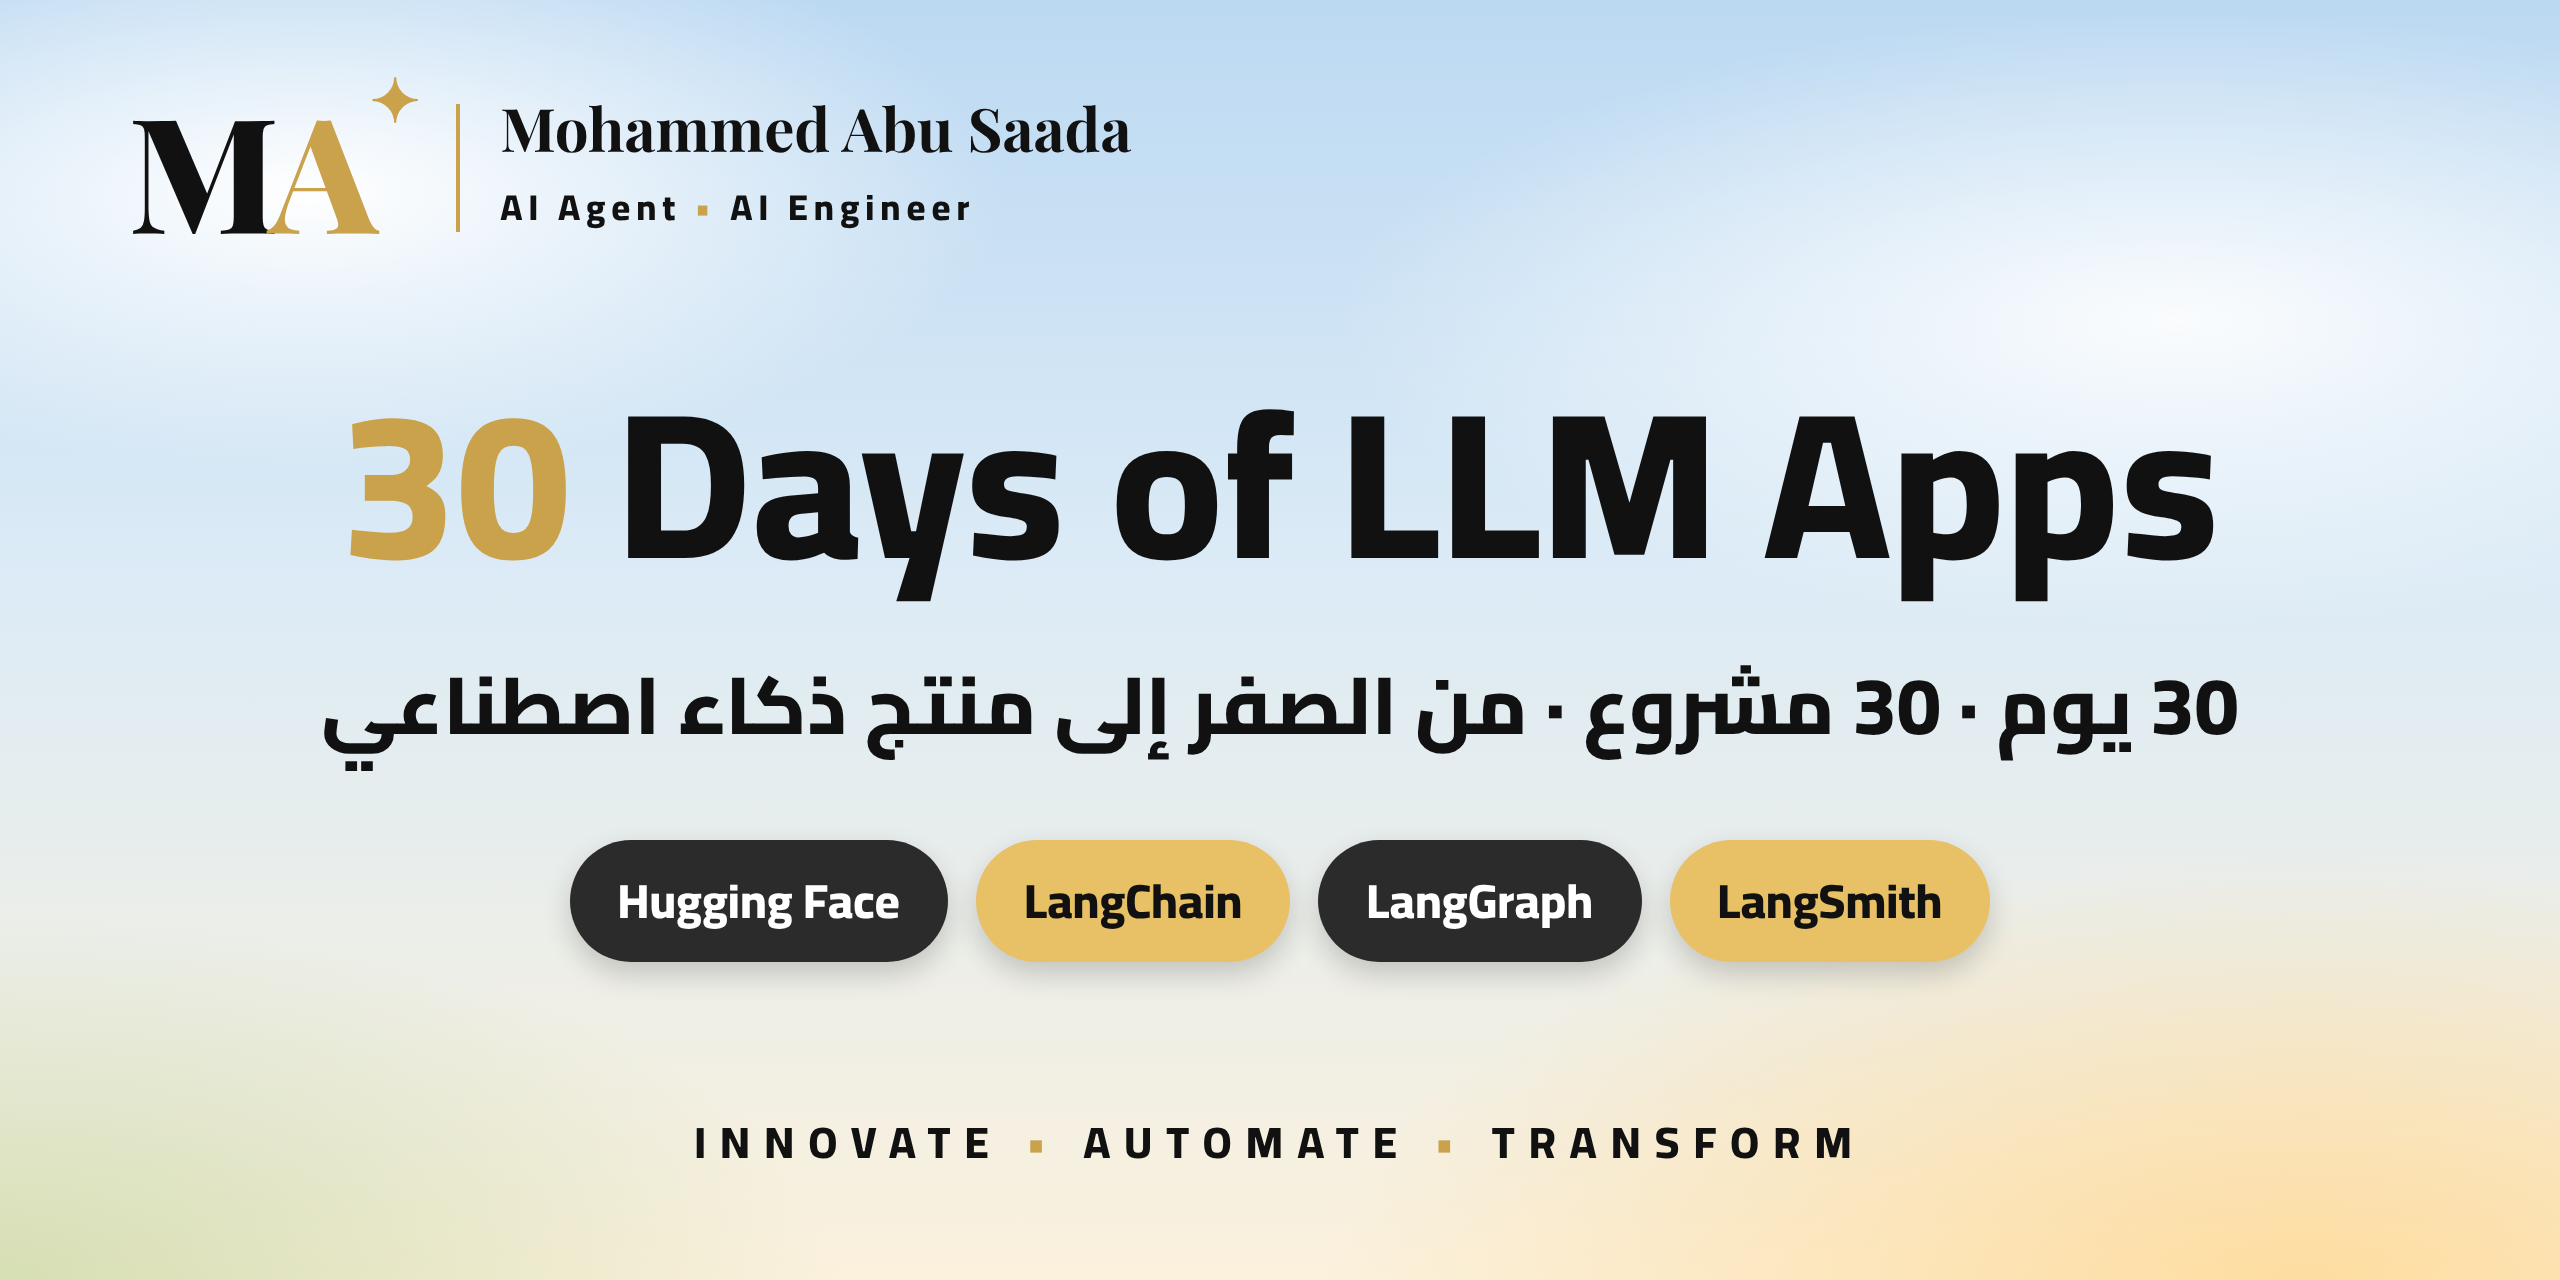 MA
Mohammed Abu Saada
AI Agent ▪ AI Engineer
30 Days of LLM Apps
30 يوم · 30 مشروع · من الصفر إلى منتج ذكاء اصطناعي
Hugging Face LangChain LangGraph LangSmith
INNOVATE ▪ AUTOMATE ▪ TRANSFORM